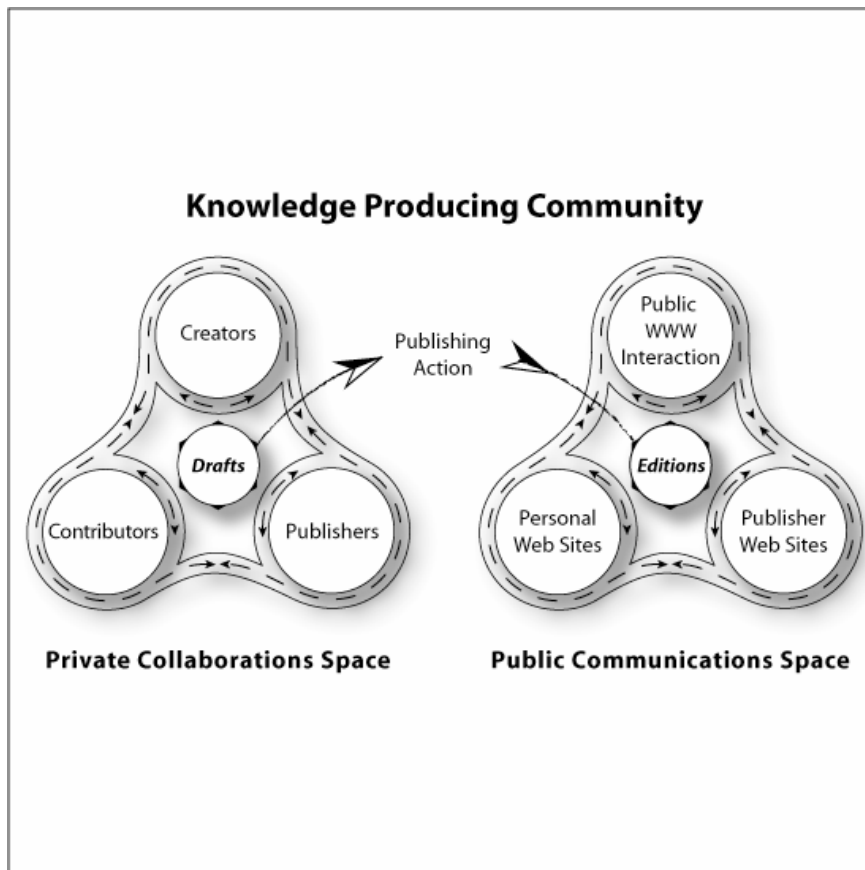 Knowledge Producing Community
Creators
Publishing
Action
Public
WWW
Interaction
Drafts
Editions
Contributors
Publishers
Personal
Web Sites
Publisher
Web Sites
Private Collaborations Space
Public Communications Space